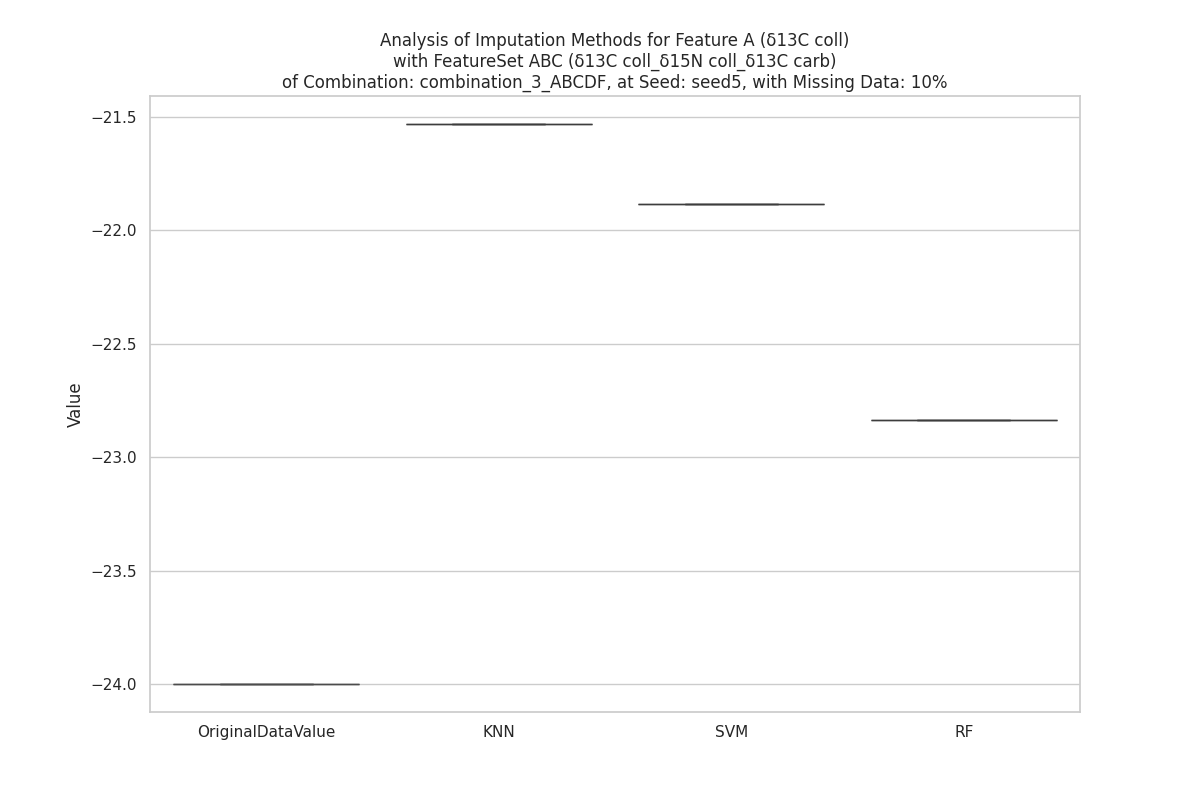 Analysis of Imputation Methods for Feature A (δ13C coll)
with FeatureSet ABC (δ13C coll_δ15N coll_δ13C carb)
of Combination: combination_3_ABCDF, at Seed: seed5, with Missing Data: 10%
−21.5
−22.0
−22.5
−23.0
−23.5
−24.0
Value
OriginalDataValue
KNN
SVM
RF